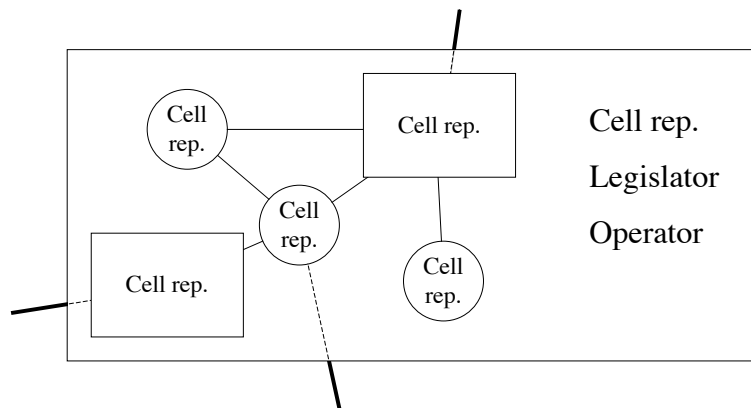 Cell
rep.
Cell rep.
Cell
rep.
Cell rep.
Cell
rep.
Cell rep.
Legislator
Operator